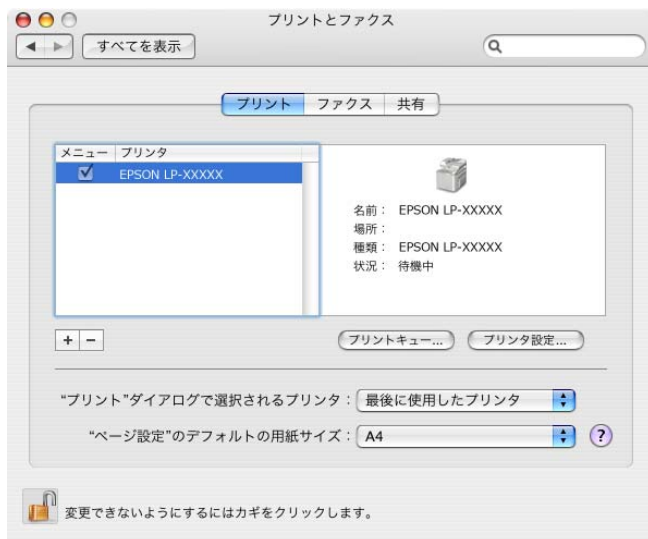 プリントとファクス
すべてを表示
プリント ファクス 共有
メニュー プリンタ
EPSON LP-XXXXX
名前： EPSON LP-XXXXX
場所：
種類： EPSON LP-XXXXX
状況： 待機中
+ −
プリントキュー... プリンタ設定...
“プリント”ダイアログで選択されるプリンタ： 最後に使用したプリンタ
“ページ設定”のデフォルトの用紙サイズ： A4 ?
変更できないようにするにはカギをクリックします。